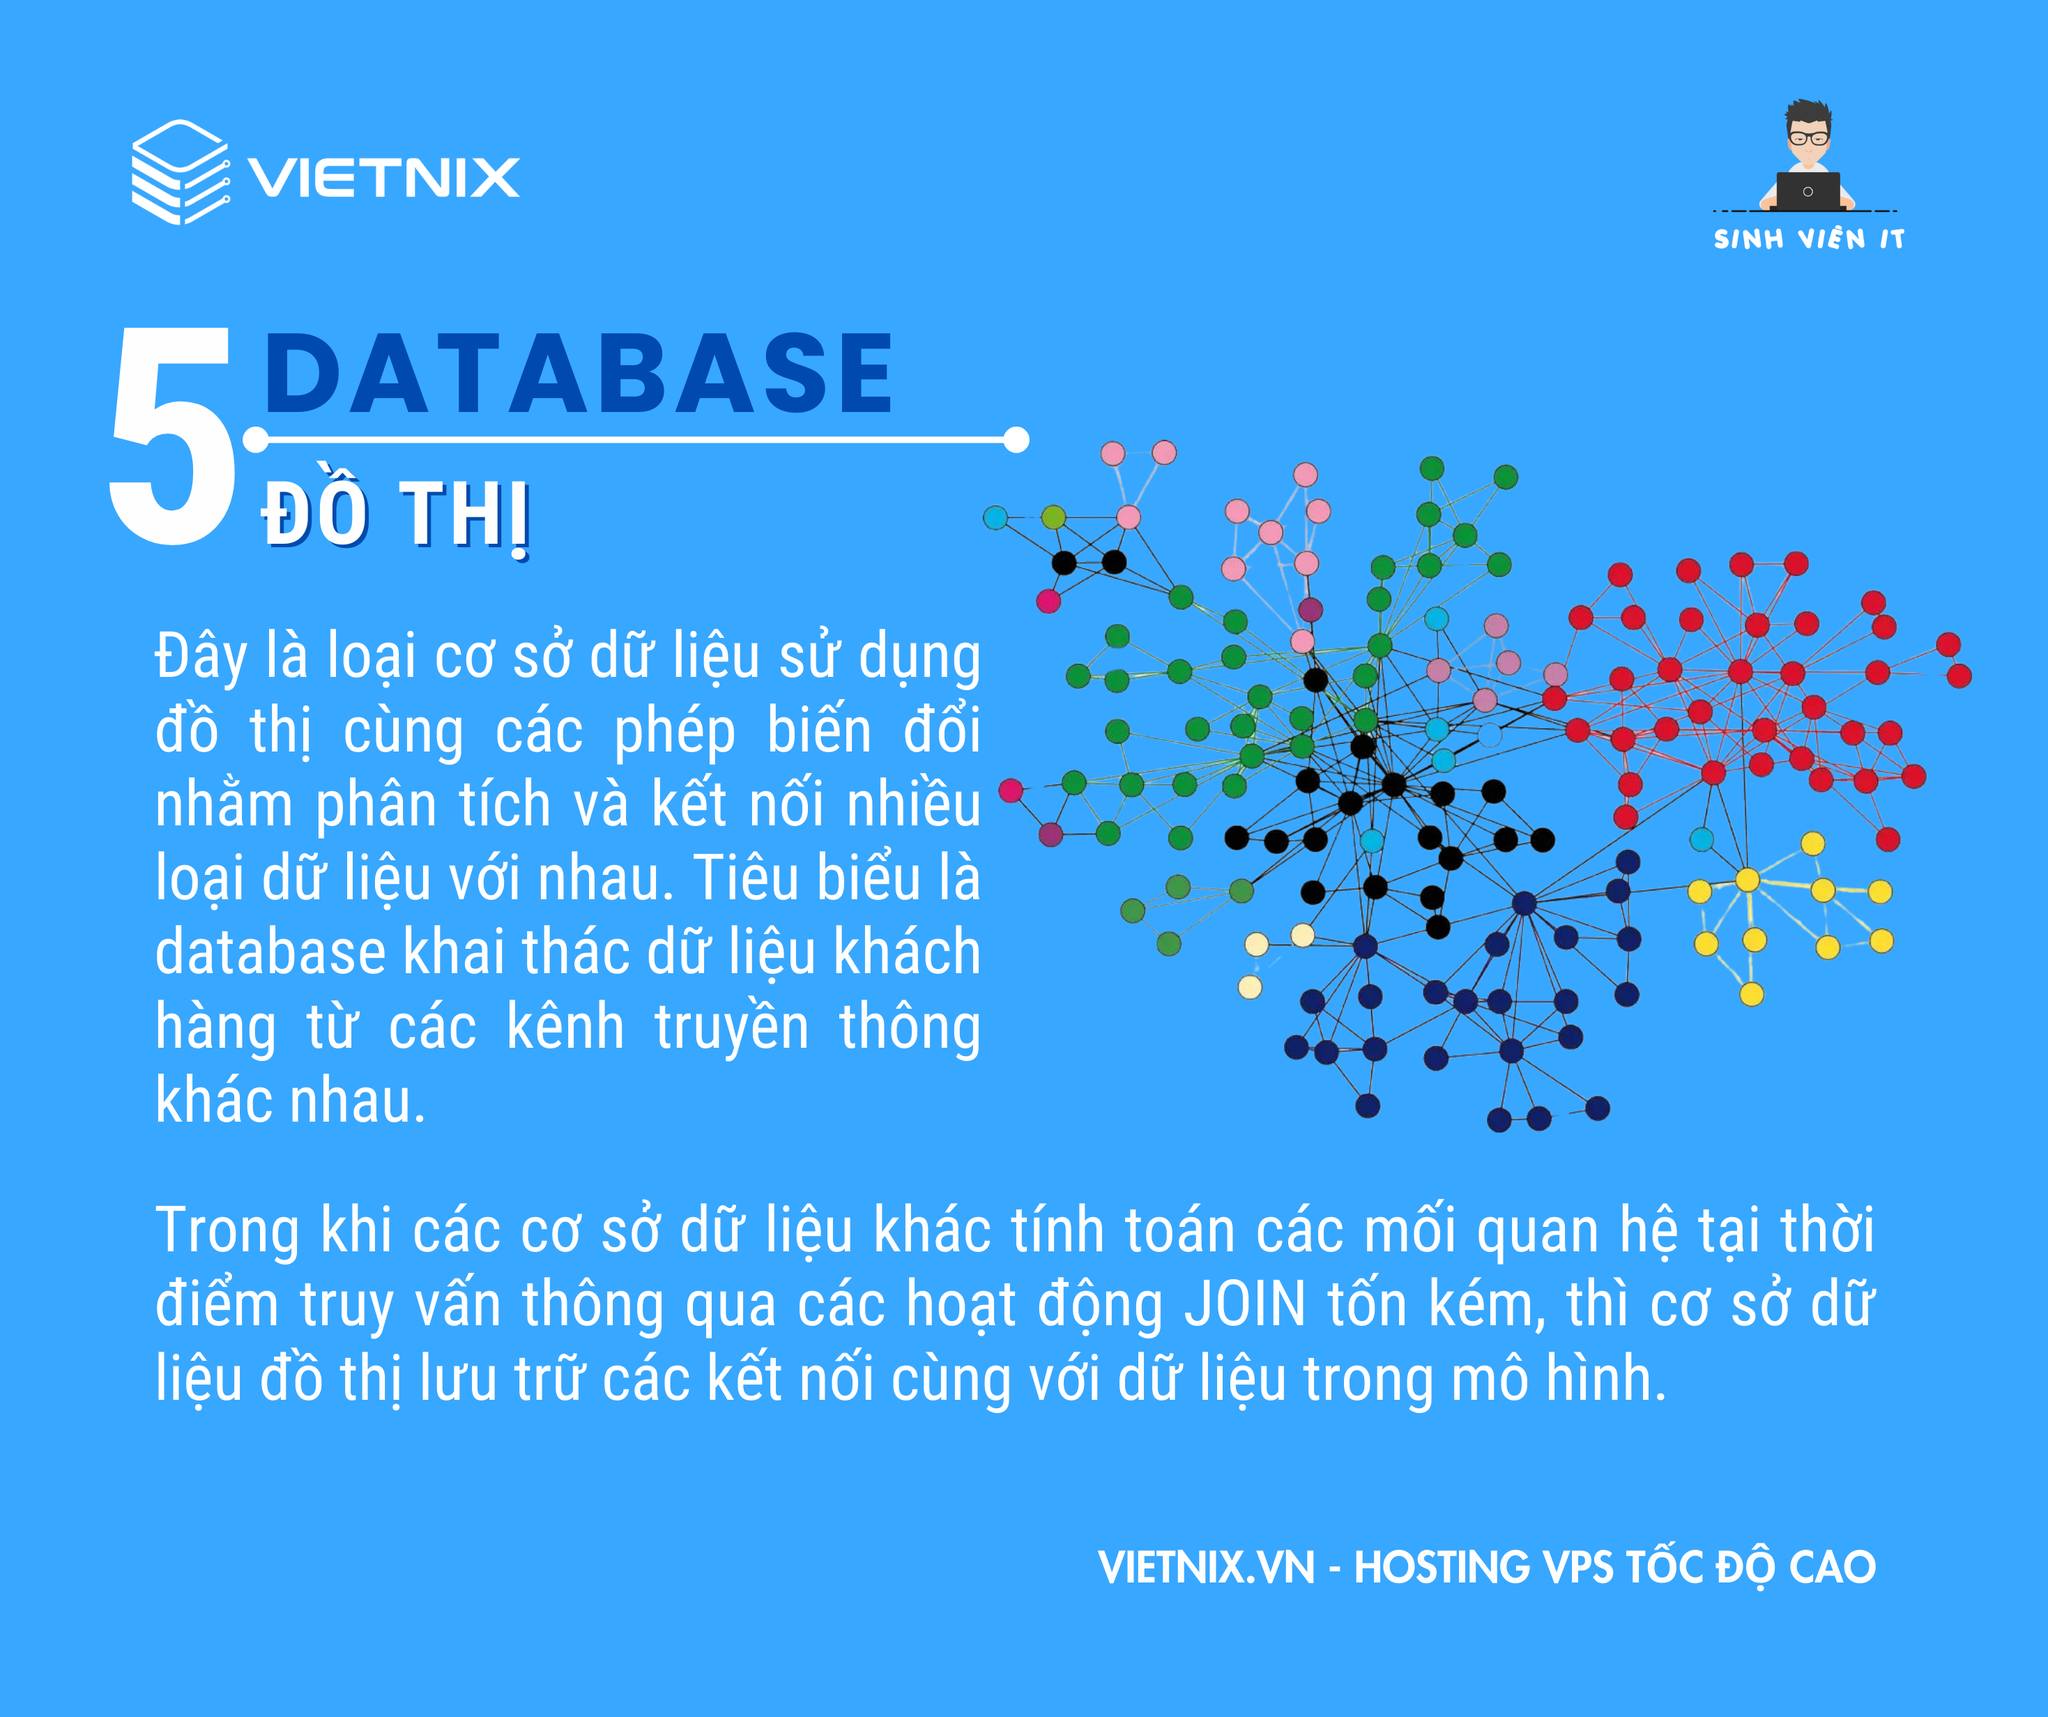 VIETNIX
SINH VIÊN IT
5
DATABASE
ĐỒ THỊ
Đây là loại cơ sở dữ liệu sử dụng
đồ thị cùng các phép biến đổi
nhằm phân tích và kết nối nhiều
loại dữ liệu với nhau. Tiêu biểu là
database khai thác dữ liệu khách
hàng từ các kênh truyền thông
khác nhau.
Trong khi các cơ sở dữ liệu khác tính toán các mối quan hệ tại thời
điểm truy vấn thông qua các hoạt động JOIN tốn kém, thì cơ sở dữ
liệu đồ thị lưu trữ các kết nối cùng với dữ liệu trong mô hình.
VIETNIX.VN - HOSTING VPS TỐC ĐỘ CAO